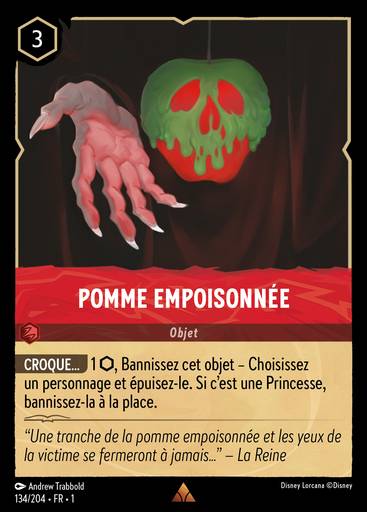 3
POMME EMPOISONNÉE
Objet
CROQUE... 1 , Bannissez cet objet – Choisissez
un personnage et épuisez-le. Si c'est une Princesse,
bannissez-la à la place.
“Une tranche de la pomme empoisonnée et les yeux de
la victime se fermeront à jamais...” – La Reine
Andrew Trabbold
Disney Lorcana ©Disney
134/204 • FR • 1